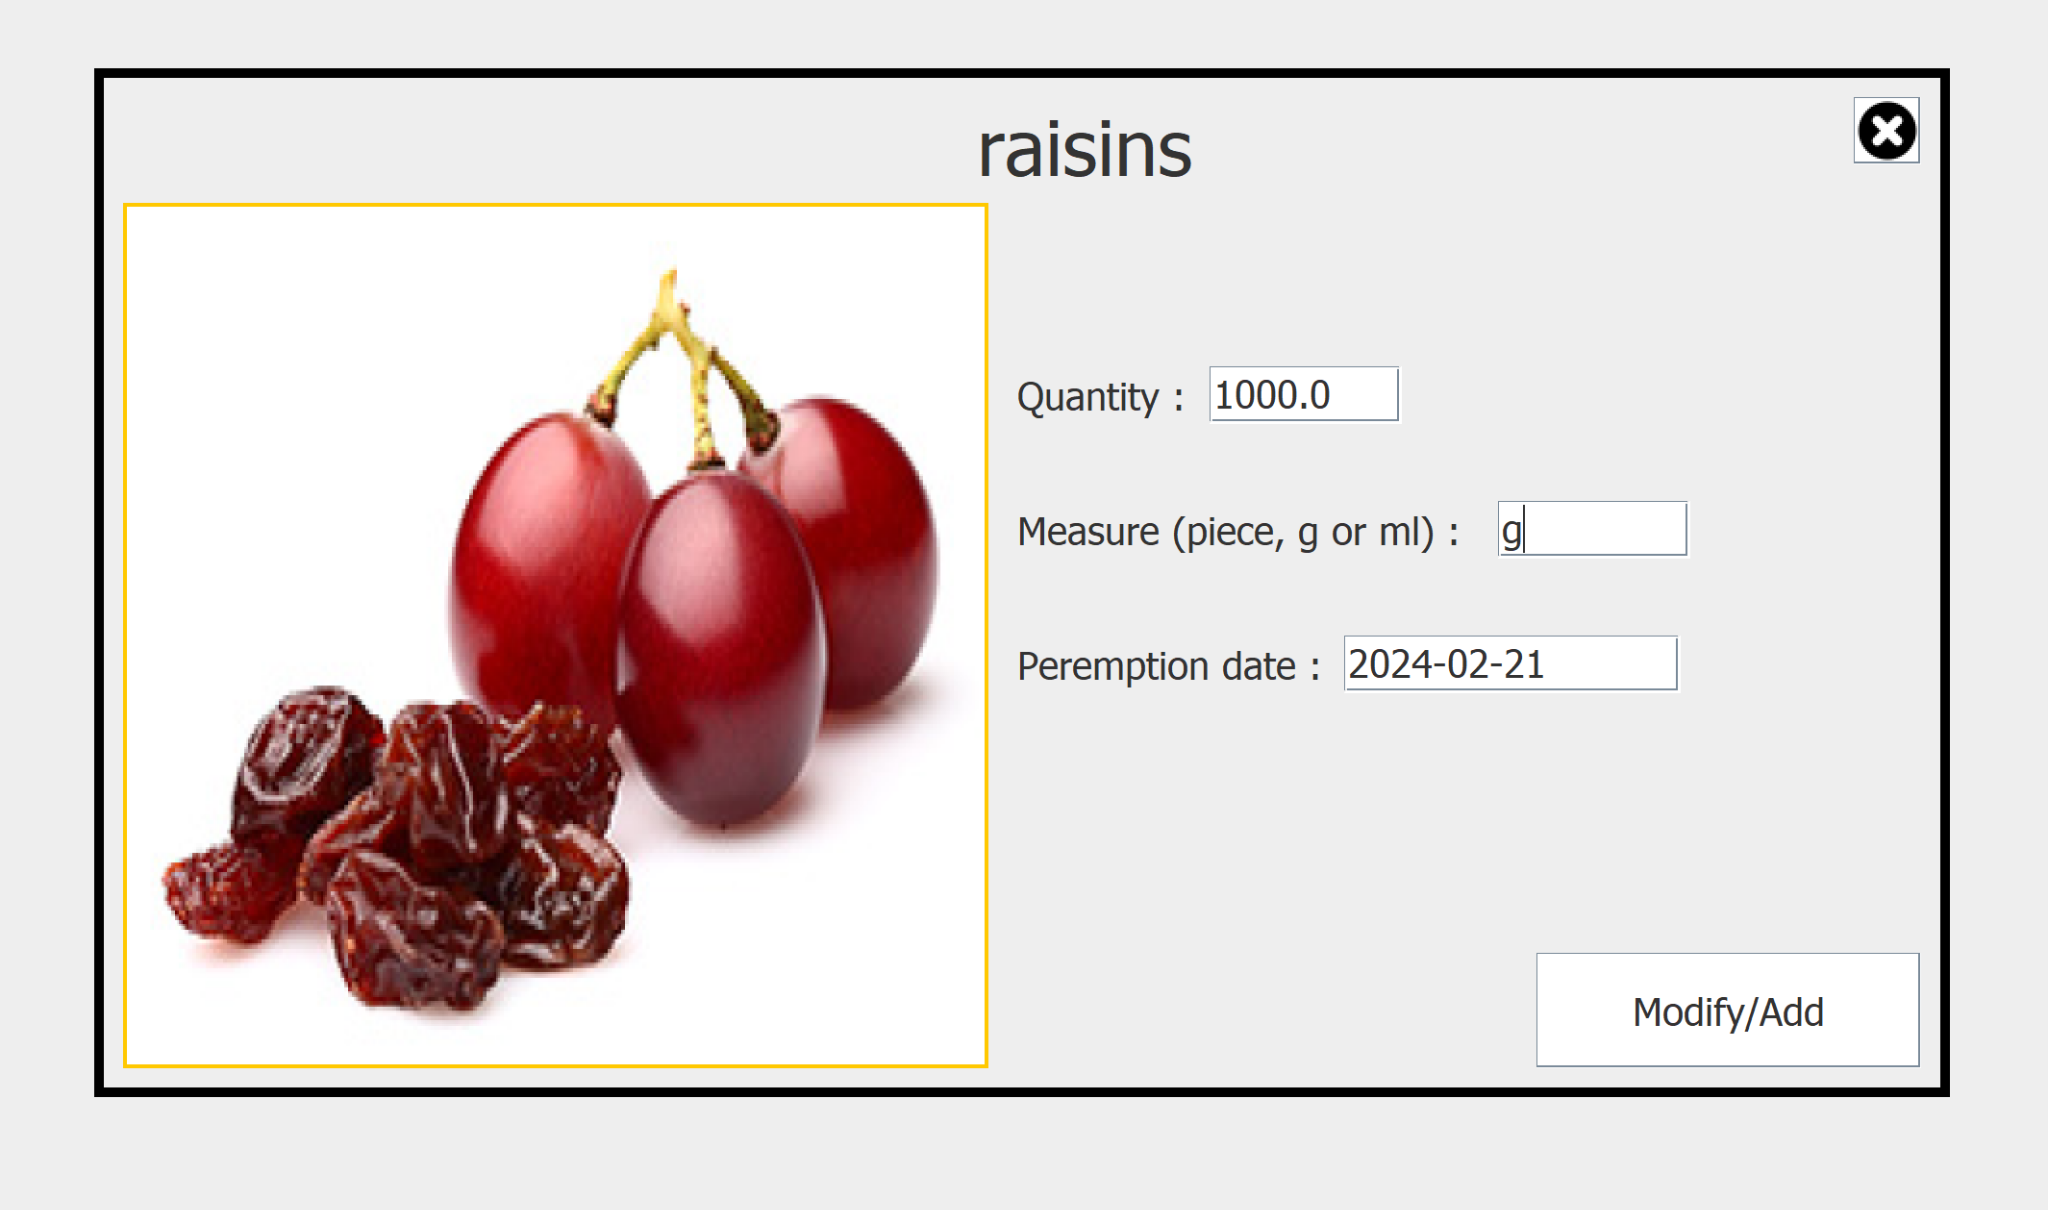 raisins
Quantity : 1000.0
Measure (piece, g or ml) : g
Peremption date : 2024-02-21
Modify/Add